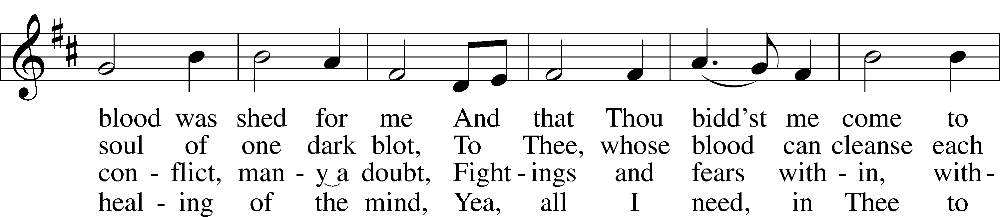 blood was shed for me And that Thou bidd'st me come to
soul of one dark blot, To Thee, whose blood can cleanse each
con - flict, man - y a doubt, Fight - ings and fears with - in, with -
heal - ing of the mind, Yea, all I need, in Thee to